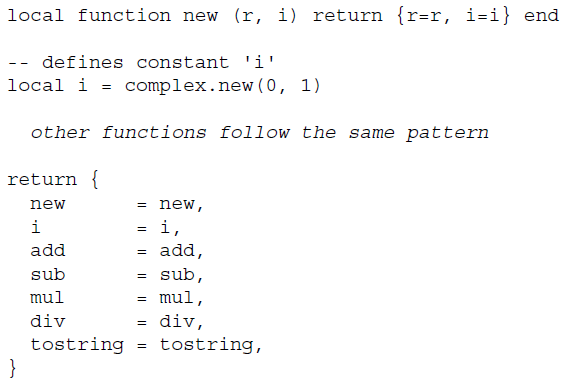 local function new (r, i) return {r=r, i=i} end
-- defines constant 'i'
local i = complex.new(0, 1)
other functions follow the same pattern
return {
new = new,
i = i,
add = add,
sub = sub,
mul = mul,
div = div,
tostring = tostring,
}